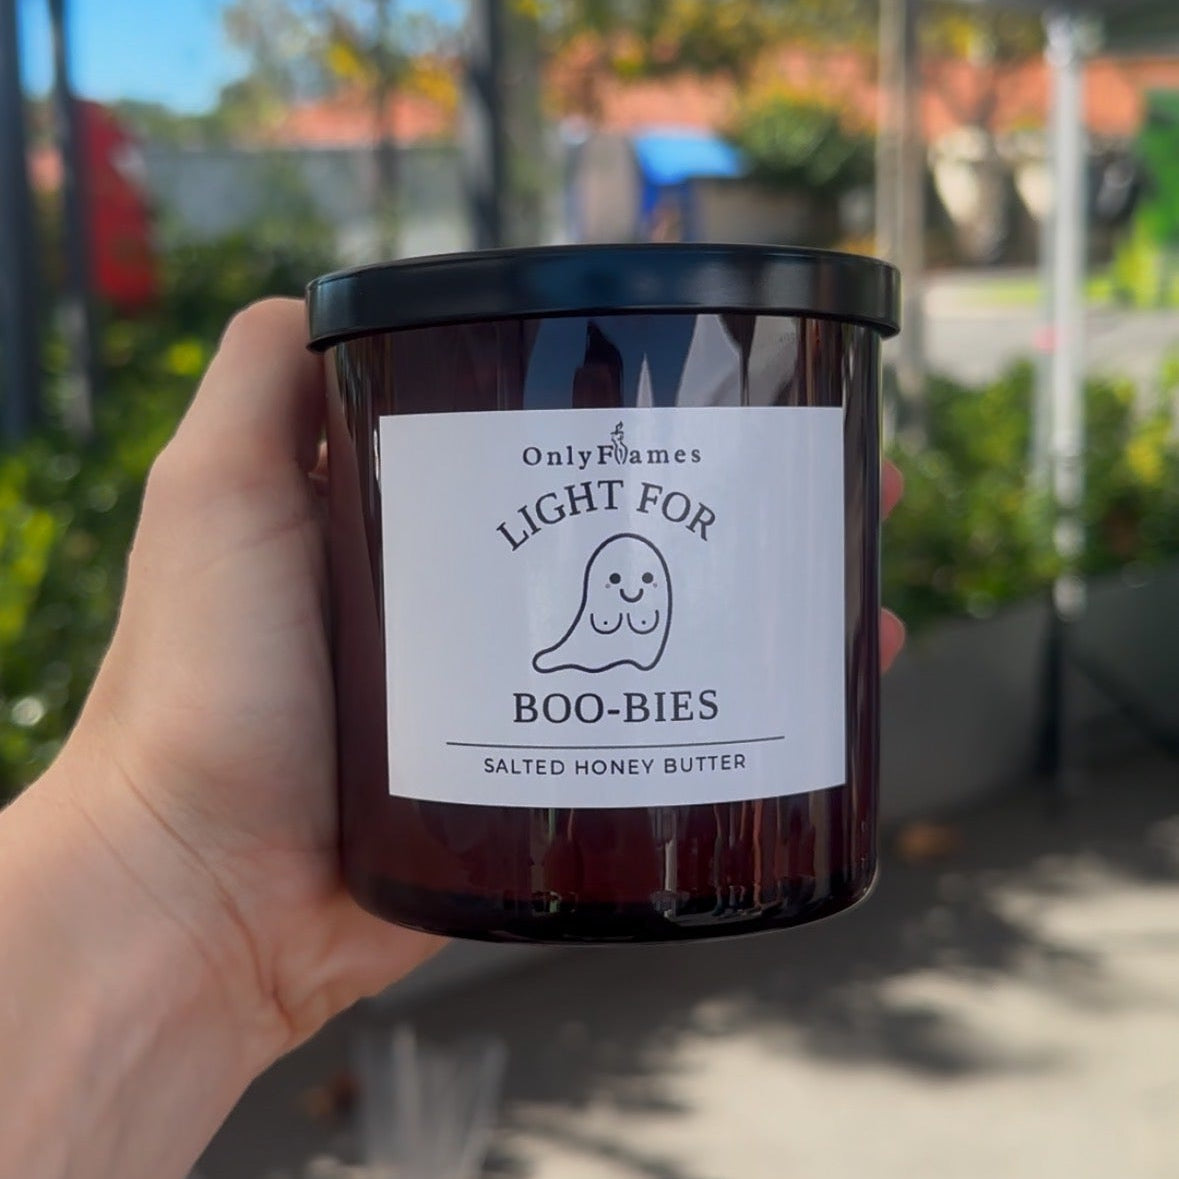 OnlyFlames
LIGHT FOR
BOO-BIES
SALTED HONEY BUTTER